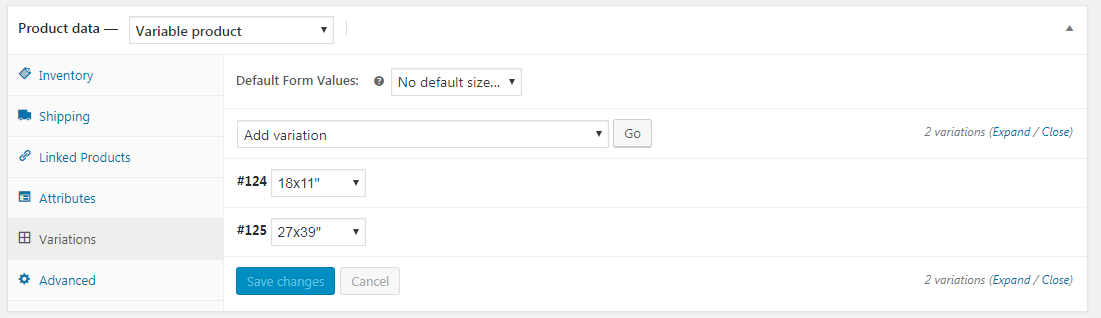 Product data — Variable product
Inventory
Shipping
Linked Products
Attributes
Variations
Advanced
Default Form Values: ? No default size...
Add variation Go 2 variations (Expand / Close)
#124 18x11"
#125 27x39"
Save changes Cancel 2 variations (Expand / Close)